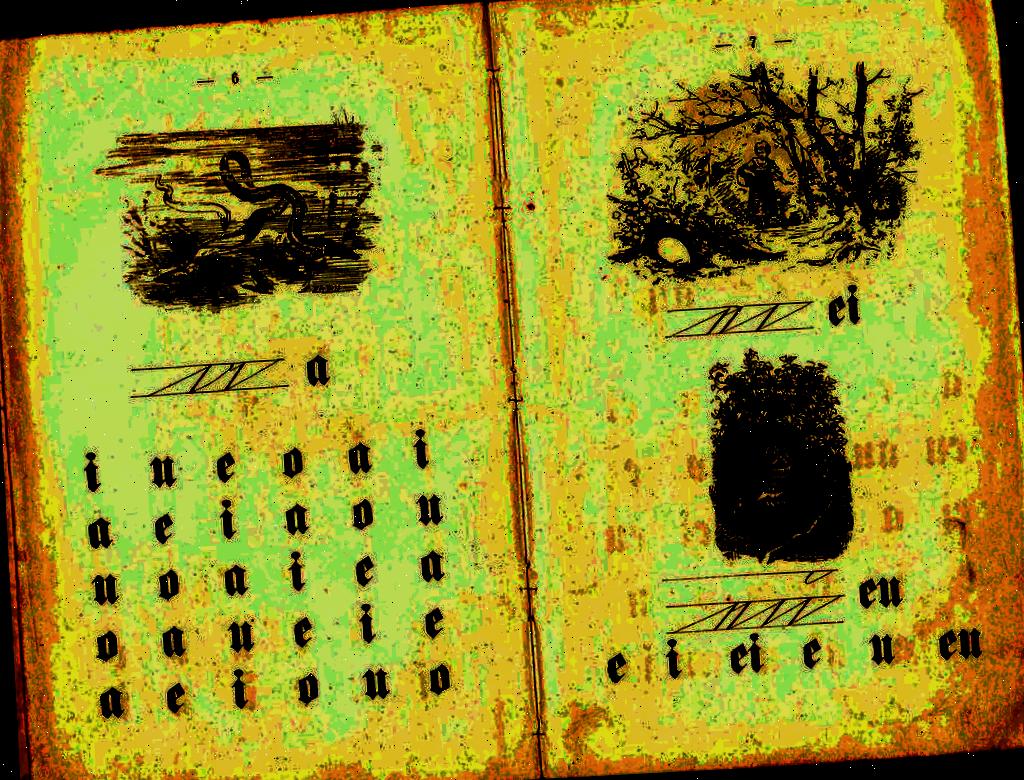 — 6 —
a
i u e o a i
a e i a o u
u o a i e a
o a u e i e
a e i o u o
— 7 —
ei
eu
e i ei e u eu